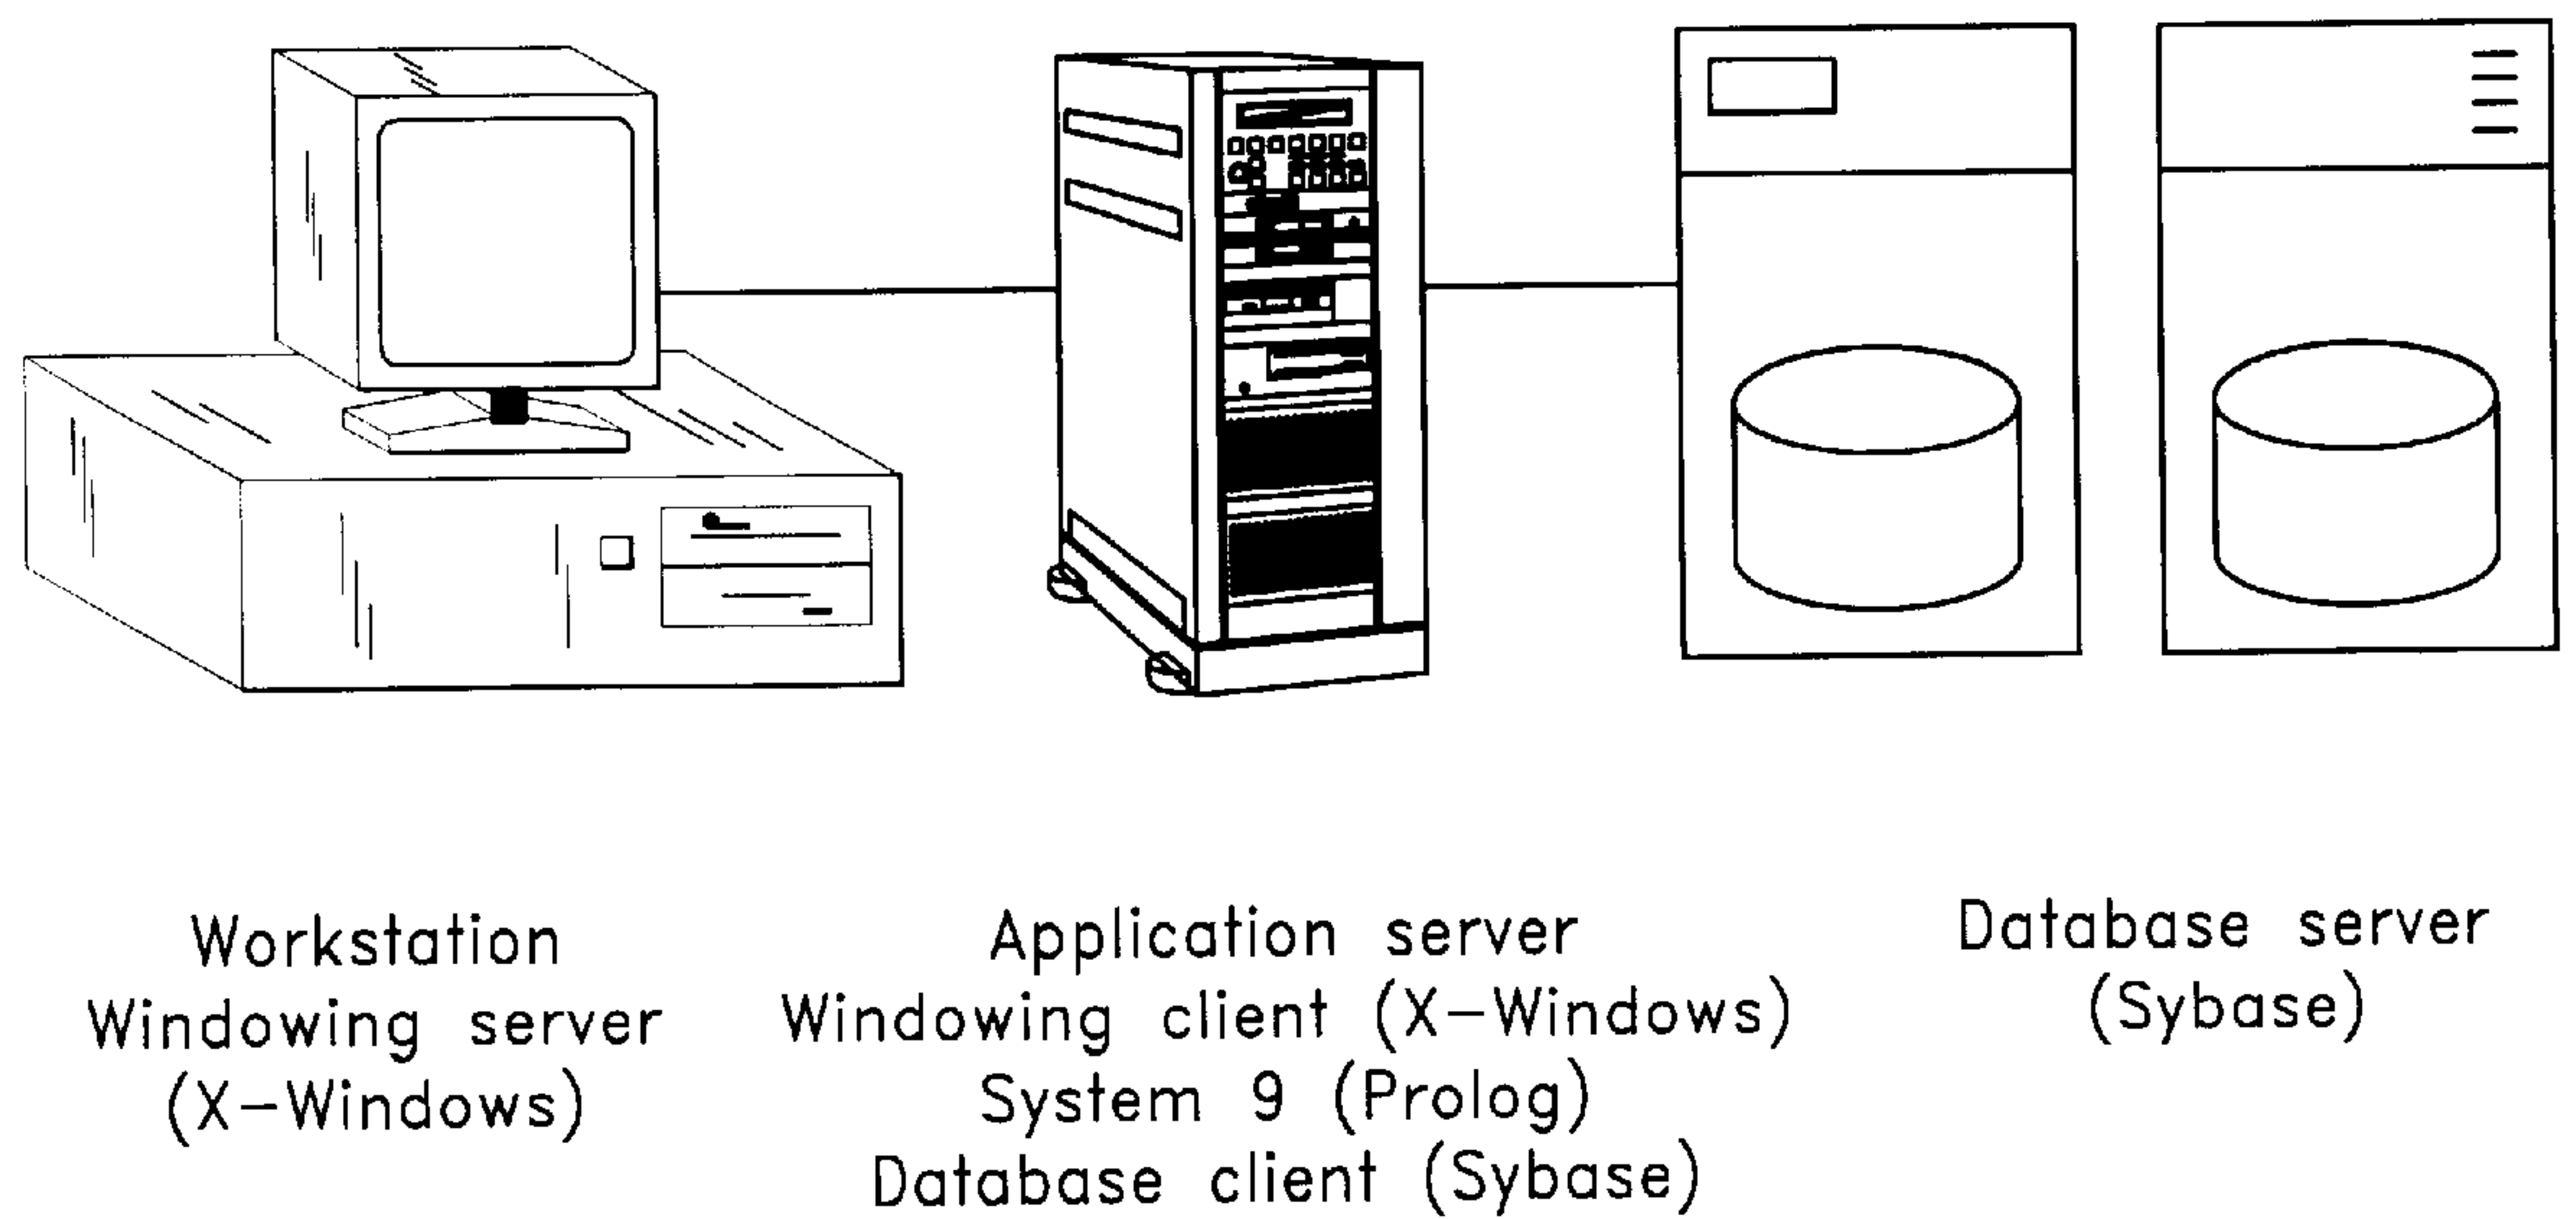 Workstation
Windowing server
(X-Windows)
Application server
Windowing client (X-Windows)
System 9 (Prolog)
Database client (Sybase)
Database server
(Sybase)